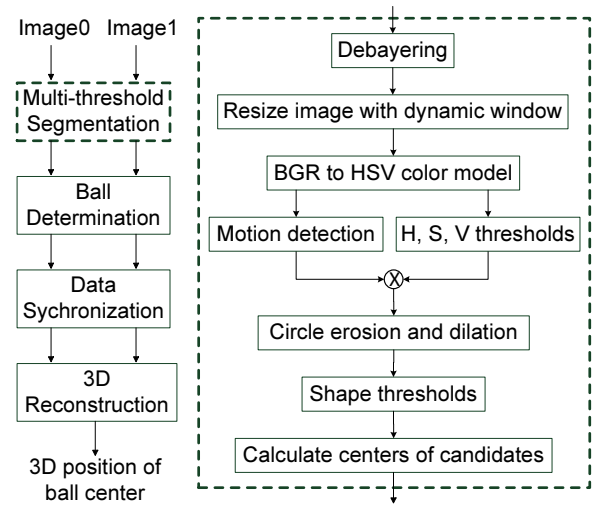 Image0 Image1
Multi-threshold
Segmentation
Ball
Determination
Data
Sychronization
3D
Reconstruction
3D position of
ball center
Debayering
Resize image with dynamic window
BGR to HSV color model
Motion detection
H, S, V thresholds
X
Circle erosion and dilation
Shape thresholds
Calculate centers of candidates